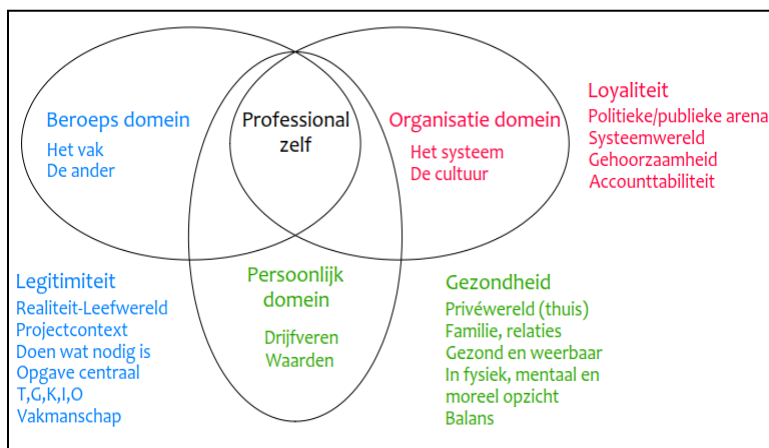 Beroeps domein
Het vak
De ander
Professional
zelf
Organisatie domein
Het systeem
De cultuur
Loyaliteit
Politieke/publieke arena
Systeemwereld
Gehoorzaamheid
Accounttabiliteit
Legitimiteit
Realiteit-Leefwereld
Projectcontext
Doen wat nodig is
Opgave centraal
T,G,K,I,O
Vakmanschap
Persoonlijk
domein
Drijfveren
Waarden
Gezondheid
Privéwereld (thuis)
Familie, relaties
Gezond en weerbaar
In fysiek, mentaal en
moreel opzicht
Balans